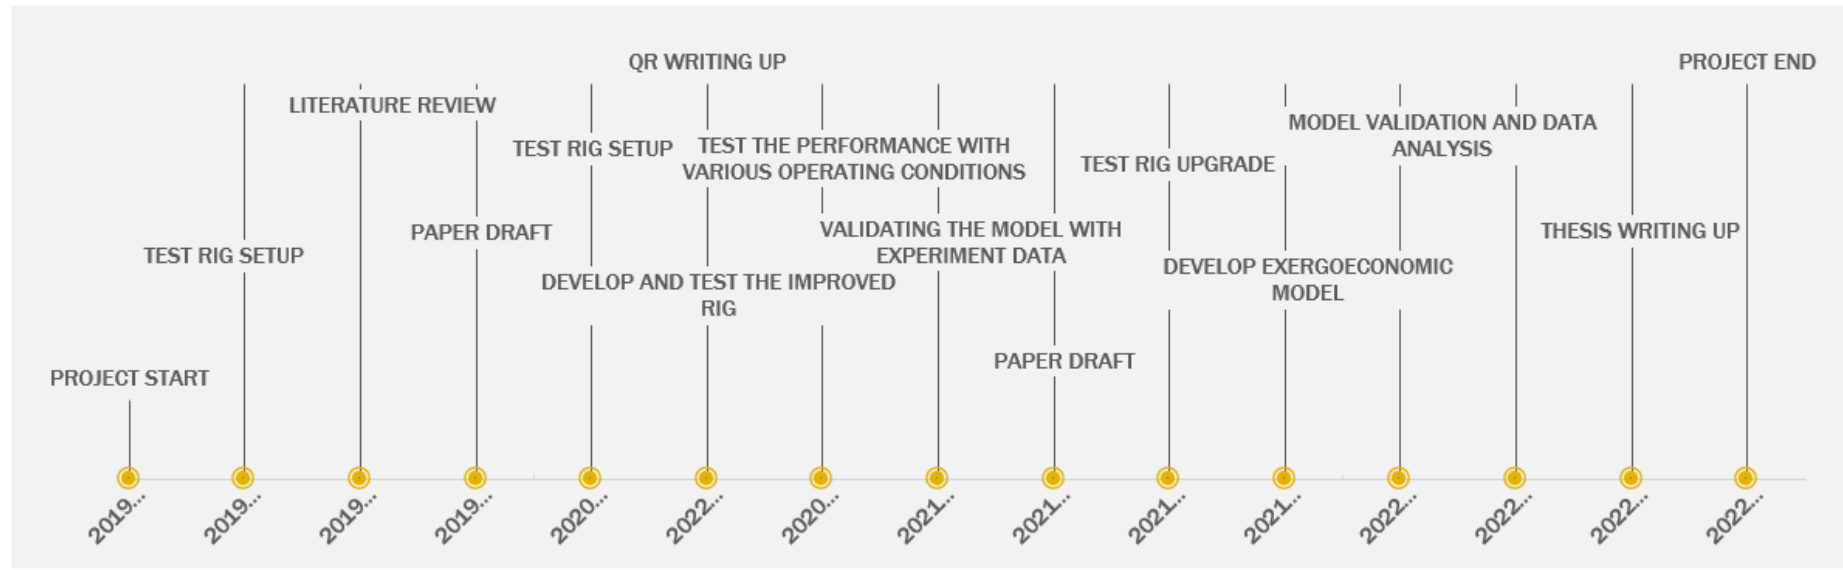 QR WRITING UP
PROJECT END
LITERATURE REVIEW
MODEL VALIDATION AND DATA
ANALYSIS
TEST RIG SETUP
TEST THE PERFORMANCE WITH
VARIOUS OPERATING CONDITIONS
TEST RIG UPGRADE
PAPER DRAFT
VALIDATING THE MODEL WITH
EXPERIMENT DATA
THESIS WRITING UP
TEST RIG SETUP
DEVELOP AND TEST THE IMPROVED
RIG
DEVELOP EXERGOECONOMIC
MODEL
PAPER DRAFT
PROJECT START
2019...
2019...
2019...
2019...
2020...
2022...
2020...
2021...
2021...
2021...
2021...
2022...
2022...
2022...
2022...